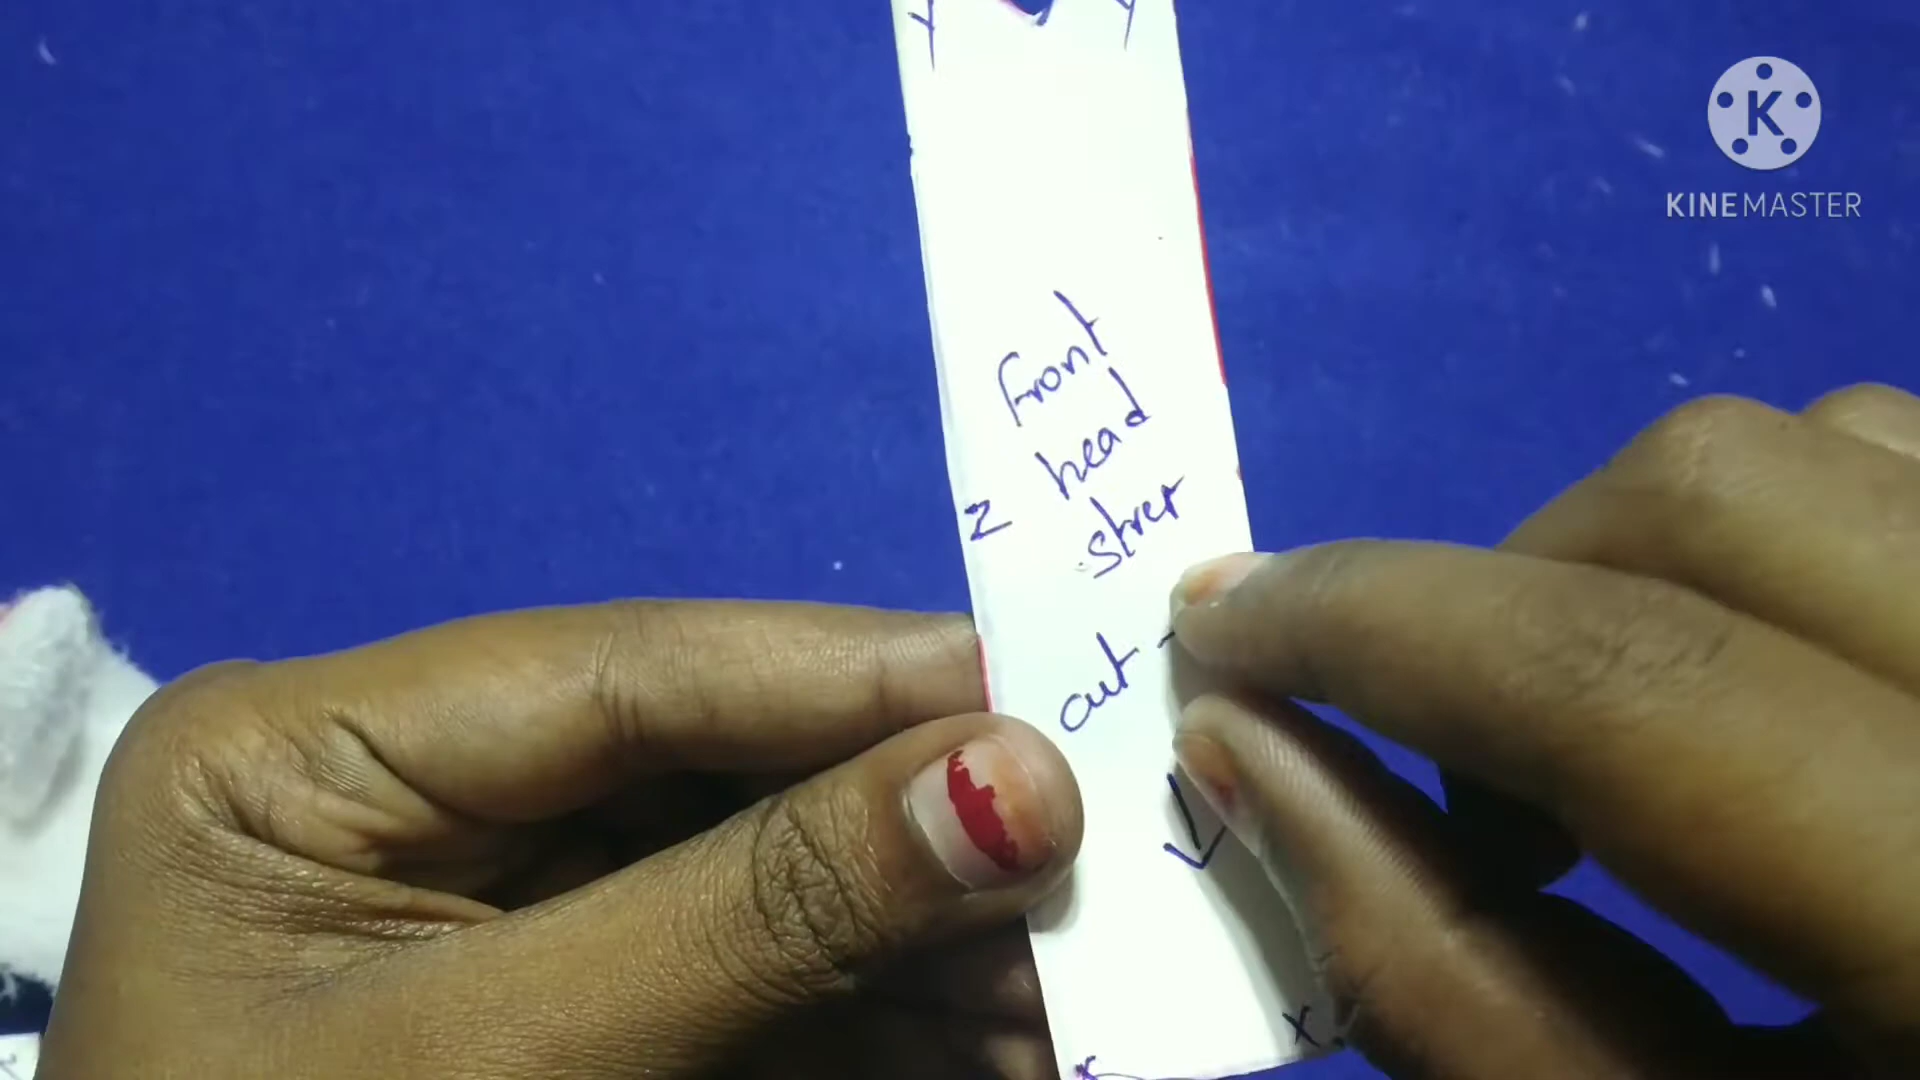 Y Y
K
KINEMASTER
Front
head
Z
strer
cut -
x
x